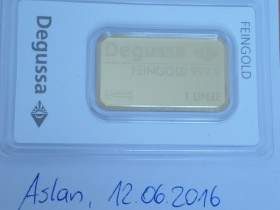 Degussa
FEINGOLD
Degussa
FEINGOLD 999.9
1 UNZE
Aslan, 12.06.2016